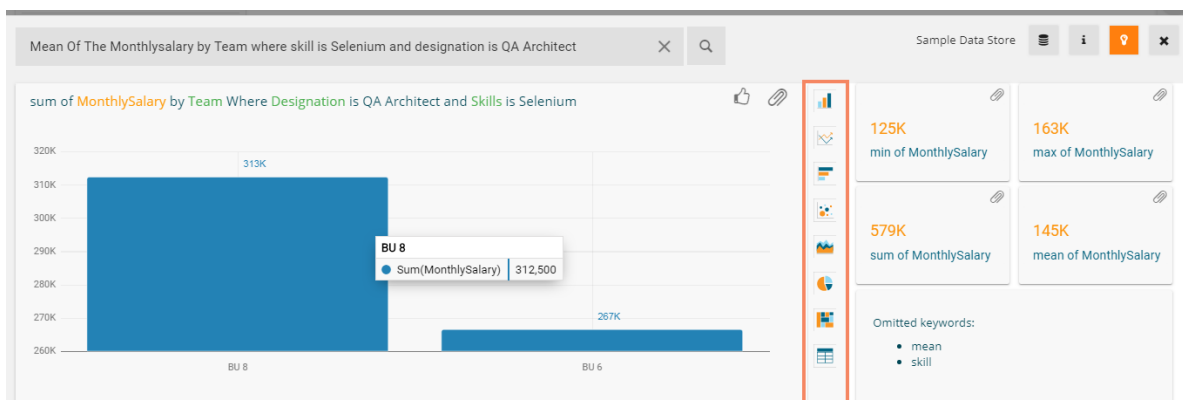 Mean Of The Monthlysalary by Team where skill is Selenium and designation is QA Architect
Sample Data Store
i
sum of MonthlySalary by Team Where Designation is QA Architect and Skills is Selenium
320K
310K
300K
290K
280K
270K
260K
313K
BU 8
Sum(MonthlySalary) 312,500
267K
BU 8
BU 6
125K
min of MonthlySalary
163K
max of MonthlySalary
579K
sum of MonthlySalary
145K
mean of MonthlySalary
Omitted keywords:
mean
skill